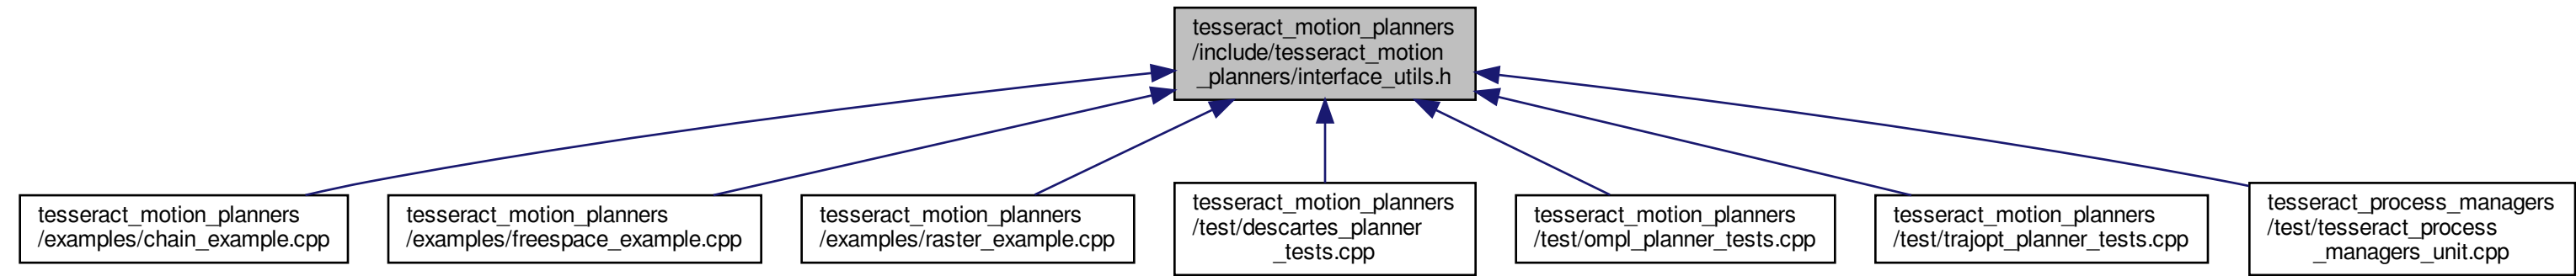 tesseract_motion_planners
/include/tesseract_motion
_planners/interface_utils.h
tesseract_motion_planners
/examples/chain_example.cpp
tesseract_motion_planners
/examples/freespace_example.cpp
tesseract_motion_planners
/examples/raster_example.cpp
tesseract_motion_planners
/test/descartes_planner
_tests.cpp
tesseract_motion_planners
/test/ompl_planner_tests.cpp
tesseract_motion_planners
/test/trajopt_planner_tests.cpp
tesseract_process_managers
/test/tesseract_process
_managers_unit.cpp